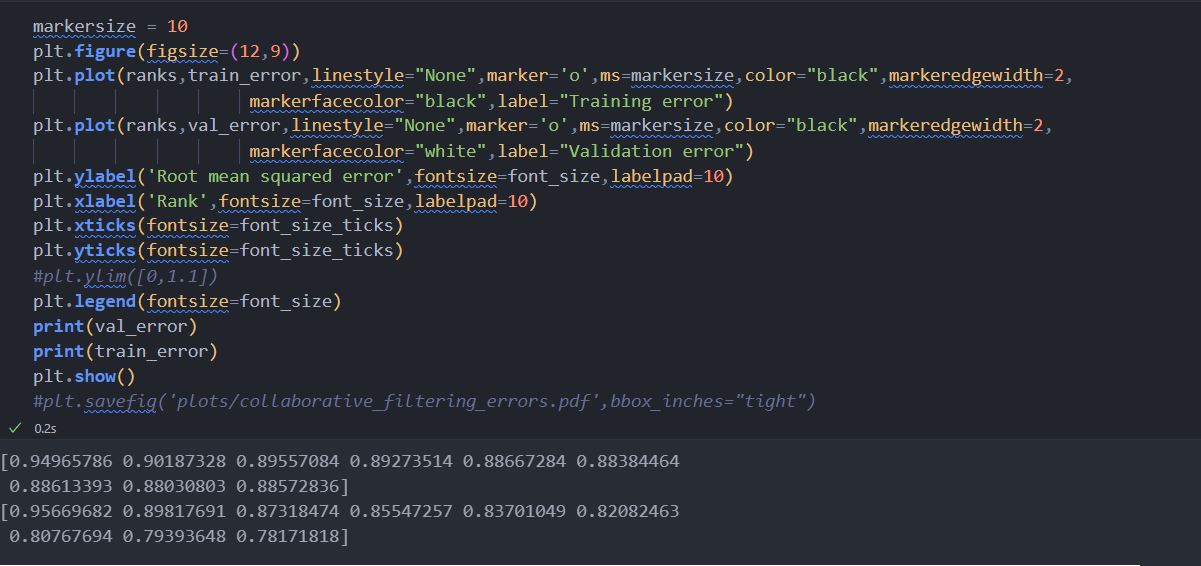 markersize = 10
plt.figure(figsize=(12,9))
plt.plot(ranks,train_error,linestyle="None",marker='o',ms=markersize,color="black",markeredgewidth=2,
markerfacecolor="black",label="Training error")
plt.plot(ranks,val_error,linestyle="None",marker='o',ms=markersize,color="black",markeredgewidth=2,
markerfacecolor="white",label="Validation error")
plt.ylabel('Root mean squared error',fontsize=font_size,labelpad=10)
plt.xlabel('Rank',fontsize=font_size,labelpad=10)
plt.xticks(fontsize=font_size_ticks)
plt.yticks(fontsize=font_size_ticks)
#plt.ylim([0,1.1])
plt.legend(fontsize=font_size)
print(val_error)
print(train_error)
plt.show()
#plt.savefig('plots/collaborative_filtering_errors.pdf',bbox_inches="tight")
0.2s
[0.94965786 0.90187328 0.89557084 0.89273514 0.88667284 0.88384464
0.88613393 0.88030803 0.88572836]
[0.95669682 0.89817691 0.87318474 0.85547257 0.83701049 0.82082463
0.80767694 0.79393648 0.78171818]